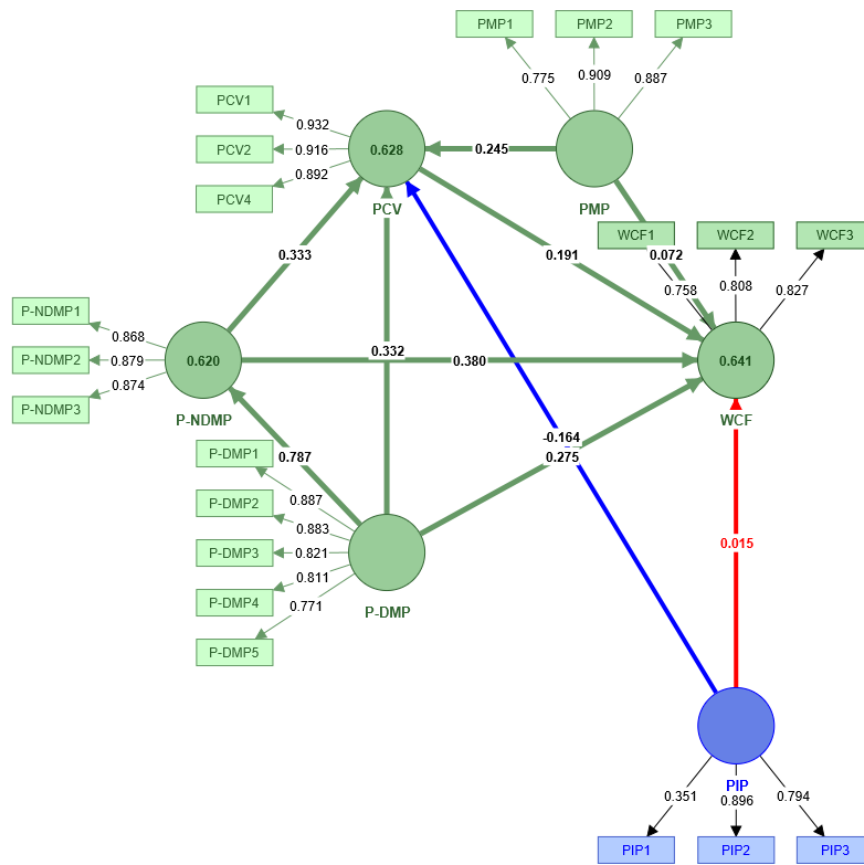 PMP1
PMP2
PMP3
0.775
0.909
0.887
PCV1
0.932
PCV2
0.916
PCV4
0.892
0.628
PCV
0.245
PMP
WCF1
WCF2
WCF3
0.333
0.191
0.072
0.758
0.808
0.827
P-NDMP1
0.868
P-NDMP2
0.879
P-NDMP3
0.874
0.620
P-NDMP
0.332
0.380
0.641
WCF
0.787
-0.164
0.275
P-DMP1
0.887
P-DMP2
0.883
P-DMP3
0.821
P-DMP4
0.811
P-DMP5
0.771
P-DMP
0.015
PIP
0.351
0.896
0.794
PIP1
PIP2
PIP3